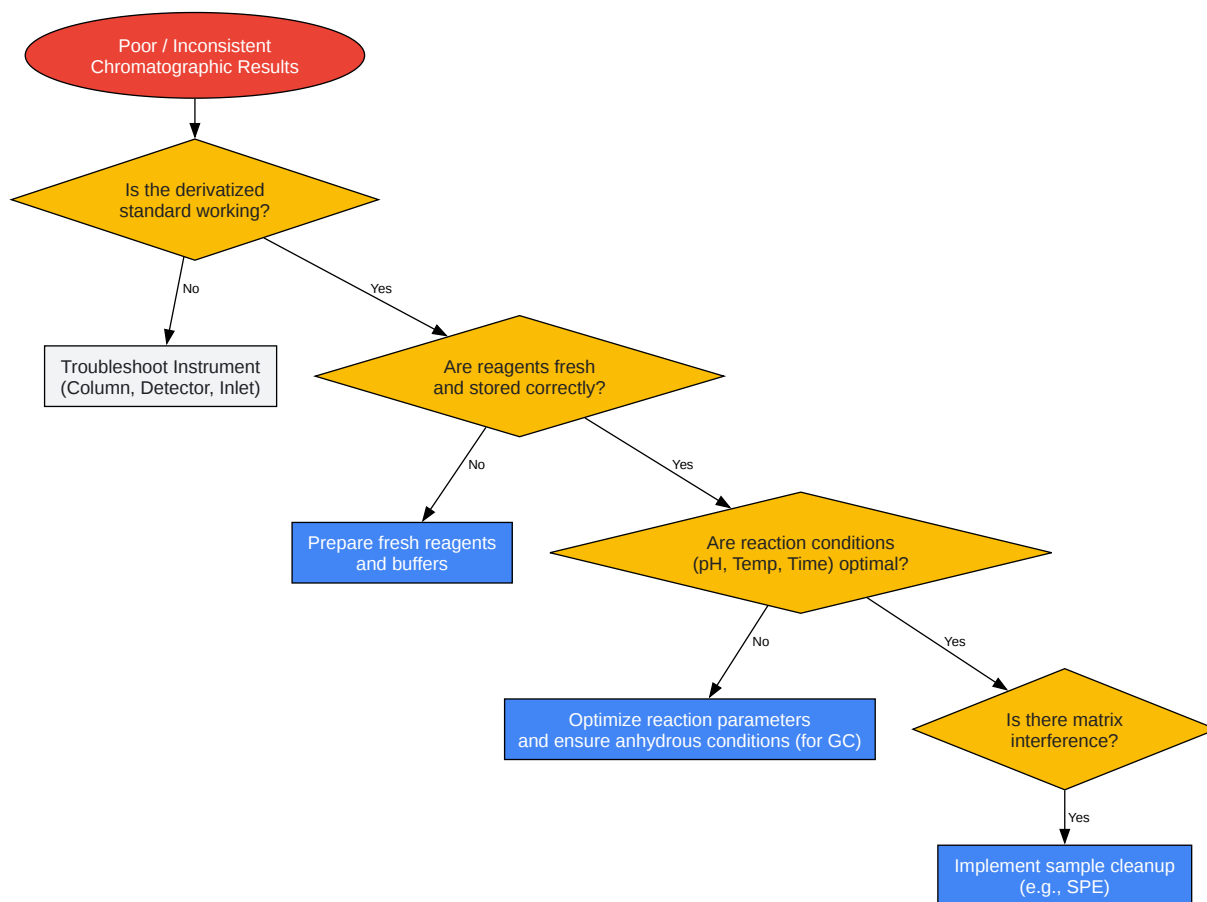 Poor / Inconsistent
Chromatographic Results
Is the derivatized
standard working?
No
Yes
Troubleshoot Instrument
(Column, Detector, Inlet)
Are reagents fresh
and stored correctly?
No
Yes
Prepare fresh reagents
and buffers
Are reaction conditions
(pH, Temp, Time) optimal?
No
Yes
Optimize reaction parameters
and ensure anhydrous conditions (for GC)
Is there matrix
interference?
Yes
Implement sample cleanup
(e.g., SPE)